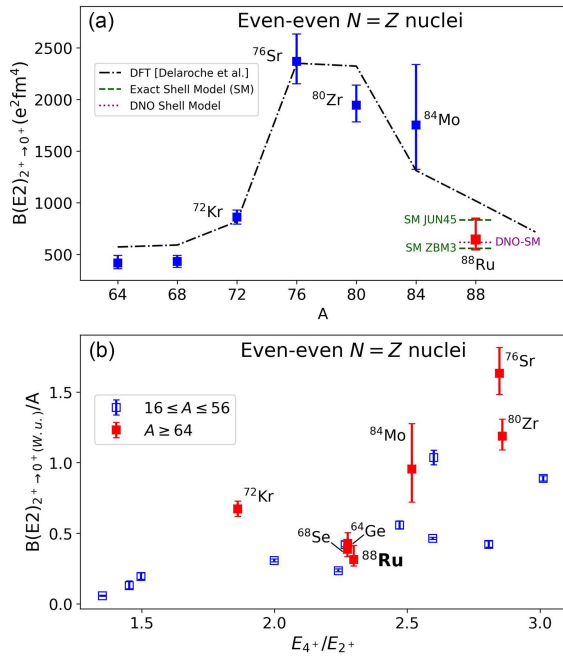 (a) Even-even N = Z nuclei
B(E2)2⁺→0⁺(e²fm⁴)
2500
2000
1500
1000
500
DFT [Delaroche et al.]
Exact Shell Model (SM)
DNO Shell Model
⁷⁶Sr
⁸⁰Zr
⁸⁴Mo
⁷²Kr
SM JUN45
SM ZBM3
DNO-SM
⁸⁸Ru
64 68 72 76 80 84 88
A
(b) Even-even N = Z nuclei
B(E2)2⁺→0⁺(W.u.)/A
1.5
1.0
0.5
0.0
16 ≤ A ≤ 56
A ≥ 64
⁷⁶Sr
⁸⁰Zr
⁸⁴Mo
⁷²Kr
⁶⁸Se
⁶⁴Ge
⁸⁸Ru
1.5 2.0 2.5 3.0
E4⁺/E2⁺